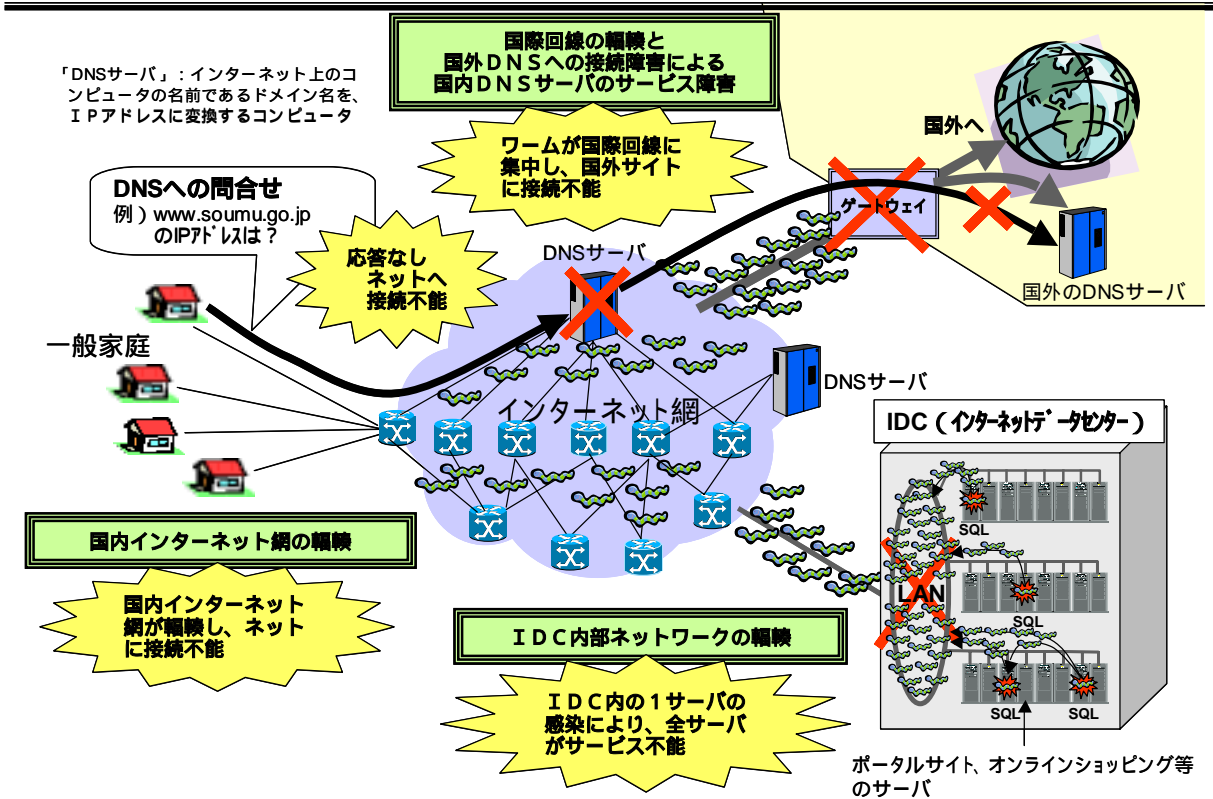 国際回線の輻輳と
国外ＤＮＳへの接続障害による
国内ＤＮＳサーバのサービス障害
「DNSサーバ」：インターネット上のコ
ンピュータの名前であるドメイン名を、
ＩＰアドレスに変換するコンピュータ
ワームが国際回線に
集中し、国外サイト
に接続不能
国外へ
ゲートウェイ
国外のDNSサーバ
DNSへの問合せ
例）www.soumu.go.jp
のIPｱﾄﾞﾚｽは？
応答なし
ネットへ
接続不能
DNSサーバ
一般家庭
DNSサーバ
インターネット網
IDC（ｲﾝﾀｰﾈｯﾄﾃﾞｰﾀｾﾝﾀｰ）
SQL
LAN
SQL
SQL
SQL
国内インターネット網の輻輳
国内インターネット
網が輻輳し、ネット
に接続不能
ＩＤＣ内部ネットワークの輻輳
ＩＤＣ内の１サーバの
感染により、全サーバ
がサービス不能
ポータルサイト、オンラインショッピング等
のサーバ